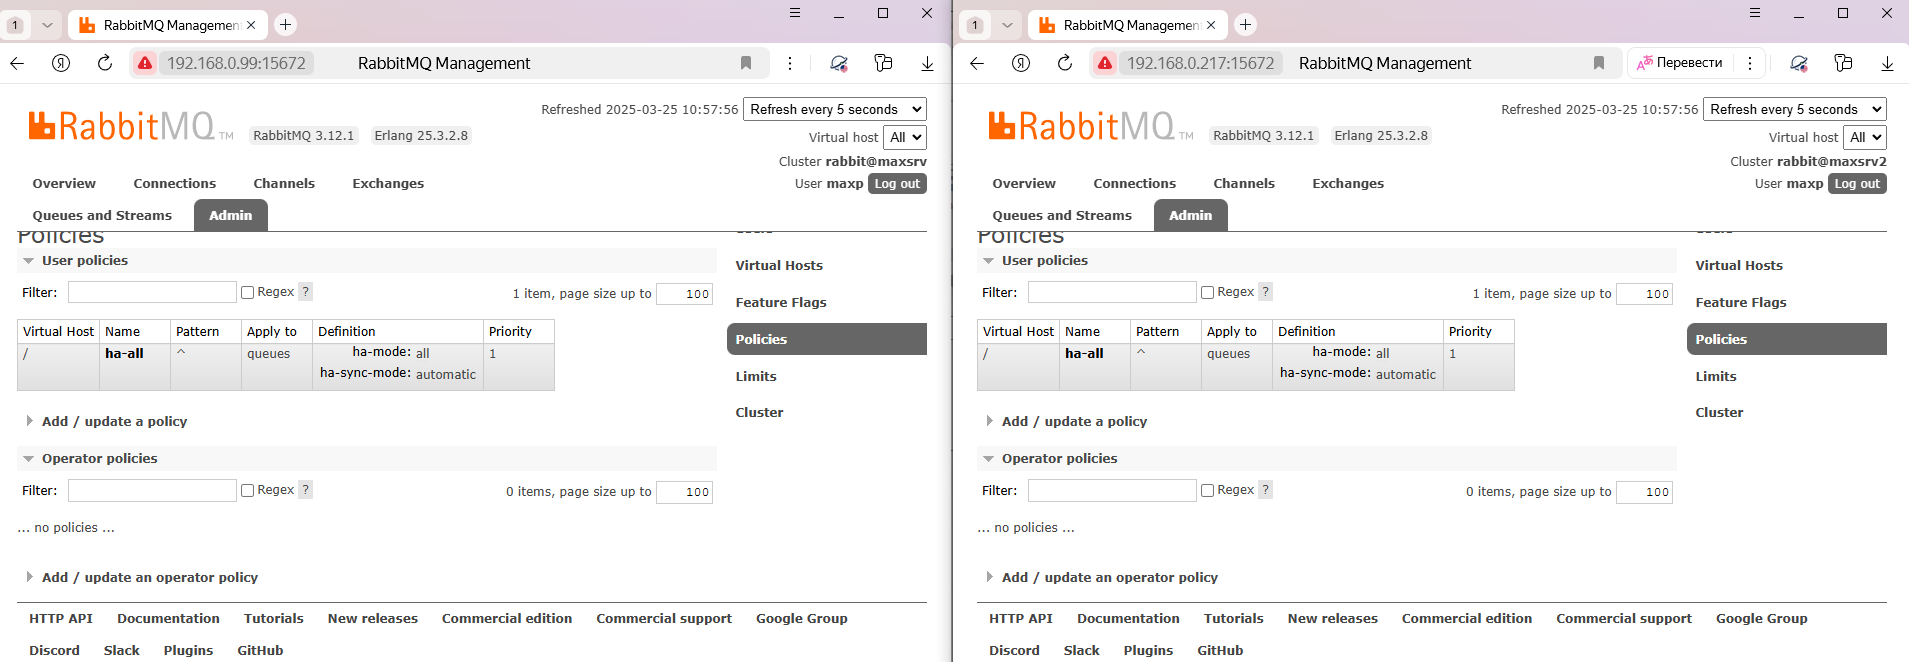 1
RabbitMQ Management
192.168.0.99:15672
RabbitMQ Management
RabbitMQ TM
RabbitMQ 3.12.1
Erlang 25.3.2.8
Refreshed 2025-03-25 10:57:56
Refresh every 5 seconds
Virtual host All
Cluster rabbit@maxsrv
User maxp Log out
Overview Connections Channels Exchanges
Queues and Streams Admin
Policies
User policies
Filter: Regex ? 1 item, page size up to 100
Virtual Host Name Pattern Apply to Definition Priority
/ ha-all ^ queues ha-mode: all 1
ha-sync-mode: automatic
Add / update a policy
Operator policies
Filter: Regex ? 0 items, page size up to 100
... no policies ...
Add / update an operator policy
Virtual Hosts
Feature Flags
Policies
Limits
Cluster
HTTP API Documentation Tutorials New releases Commercial edition Commercial support Google Group
Discord Slack Plugins GitHub
1
RabbitMQ Management
192.168.0.217:15672
RabbitMQ Management
Перевести
RabbitMQ TM
RabbitMQ 3.12.1
Erlang 25.3.2.8
Refreshed 2025-03-25 10:57:56
Refresh every 5 seconds
Virtual host All
Cluster rabbit@maxsrv2
User maxp Log out
Overview Connections Channels Exchanges
Queues and Streams Admin
Policies
User policies
Filter: Regex ? 1 item, page size up to 100
Virtual Host Name Pattern Apply to Definition Priority
/ ha-all ^ queues ha-mode: all 1
ha-sync-mode: automatic
Add / update a policy
Operator policies
Filter: Regex ? 0 items, page size up to 100
... no policies ...
Add / update an operator policy
Virtual Hosts
Feature Flags
Policies
Limits
Cluster
HTTP API Documentation Tutorials New releases Commercial edition Commercial support Google Group
Discord Slack Plugins GitHub